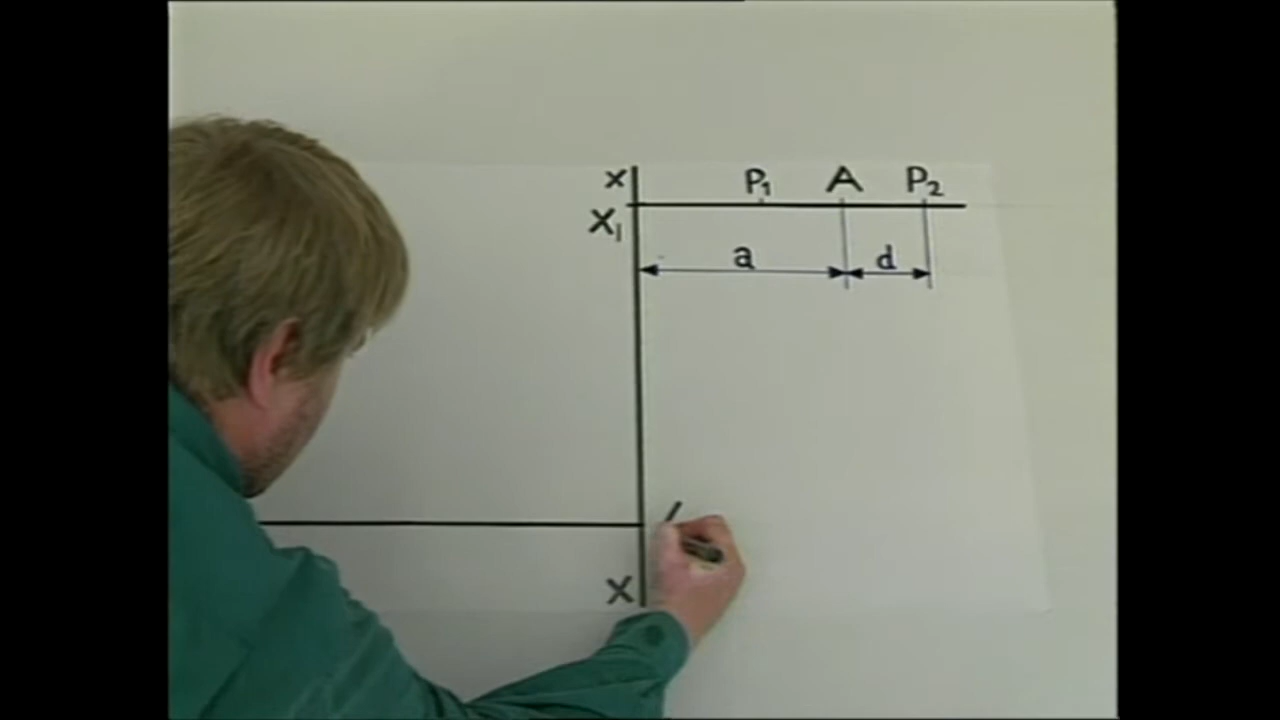 x P₁ A P₂
X₁
a d
X